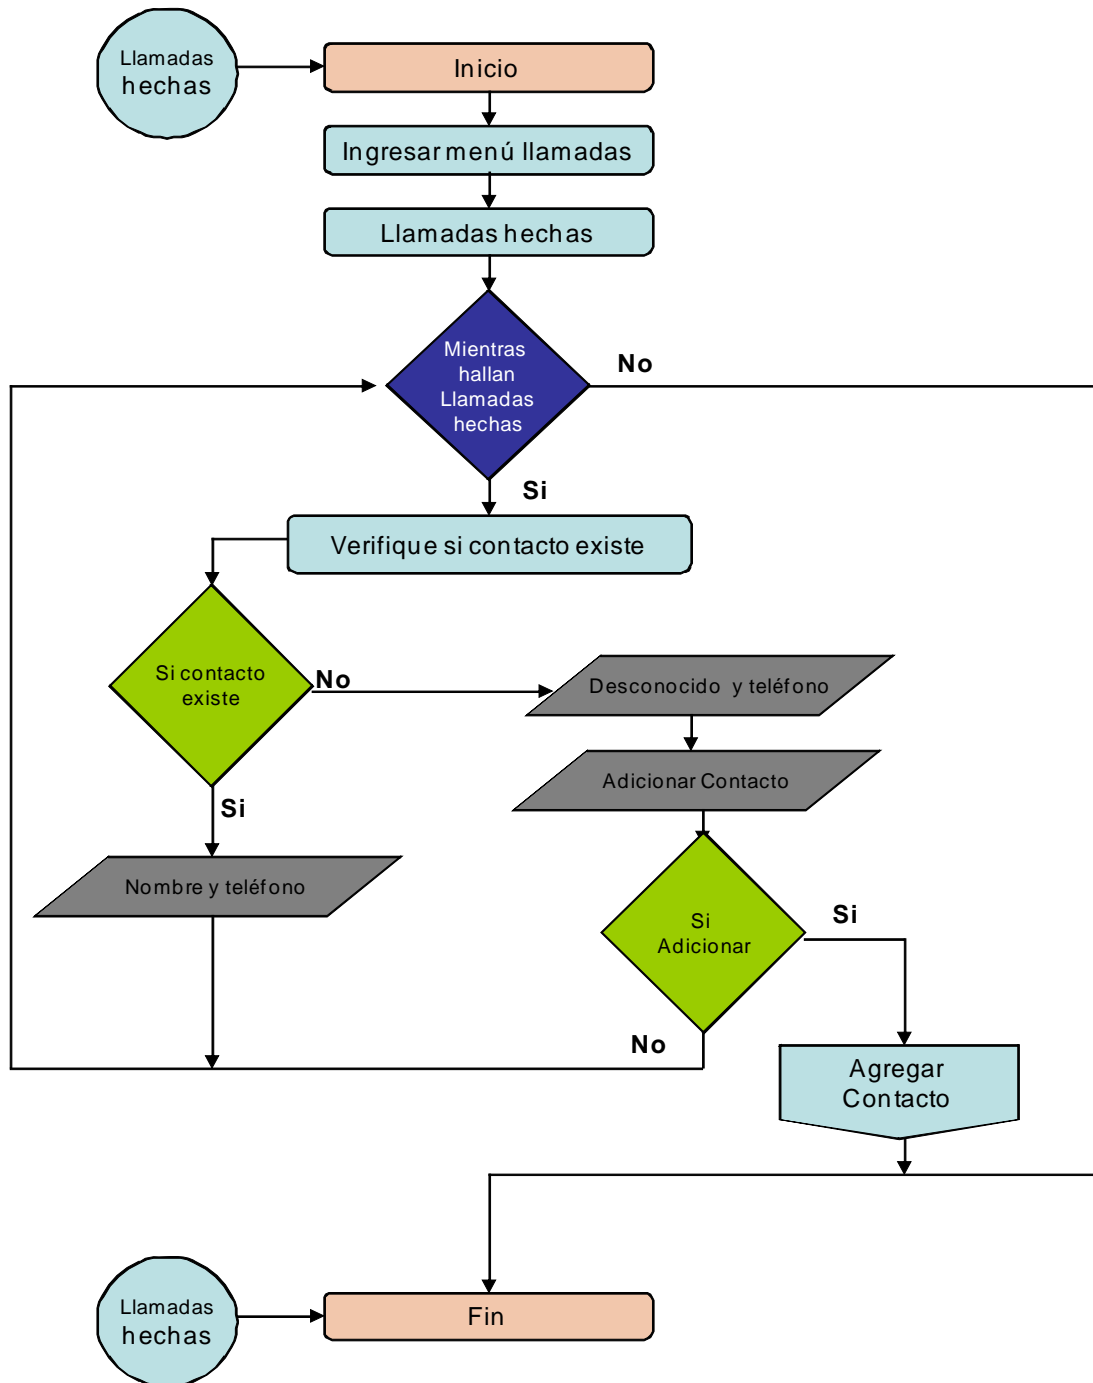 Llamadas
hechas
Inicio
Ingresar menú llamadas
Llamadas hechas
Mientras
hallan
Llamadas
hechas
No
Si
Verifique si contacto existe
Si contacto
existe
No
Desconocido y teléfono
Adicionar Contacto
Si
Nombre y teléfono
Si
Adicionar
Si
No
Agregar
Contacto
Llamadas
hechas
Fin